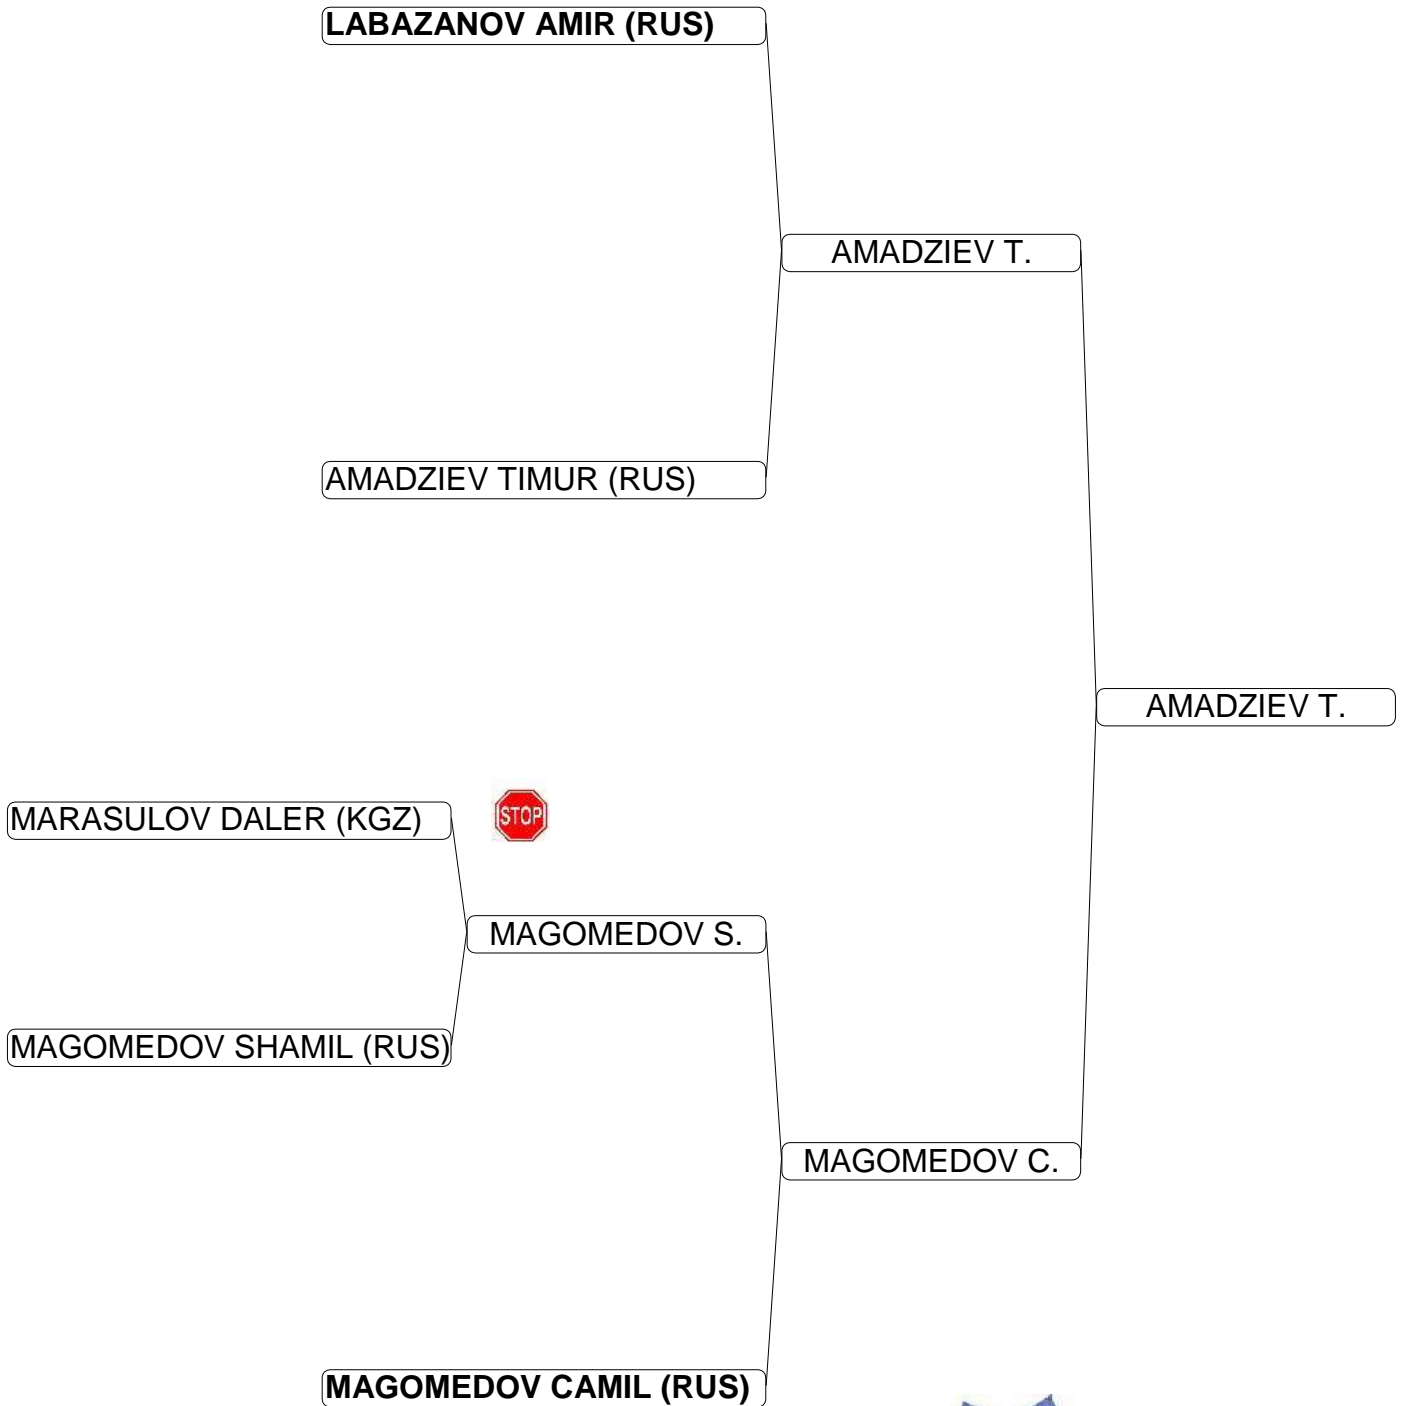 LABAZANOV AMIR (RUS)
AMADZIEV T.
AMADZIEV TIMUR (RUS)
AMADZIEV T.
MARASULOV DALER (KGZ)
STOP
MAGOMEDOV S.
MAGOMEDOV SHAMIL (RUS)
MAGOMEDOV C.
MAGOMEDOV CAMIL (RUS)